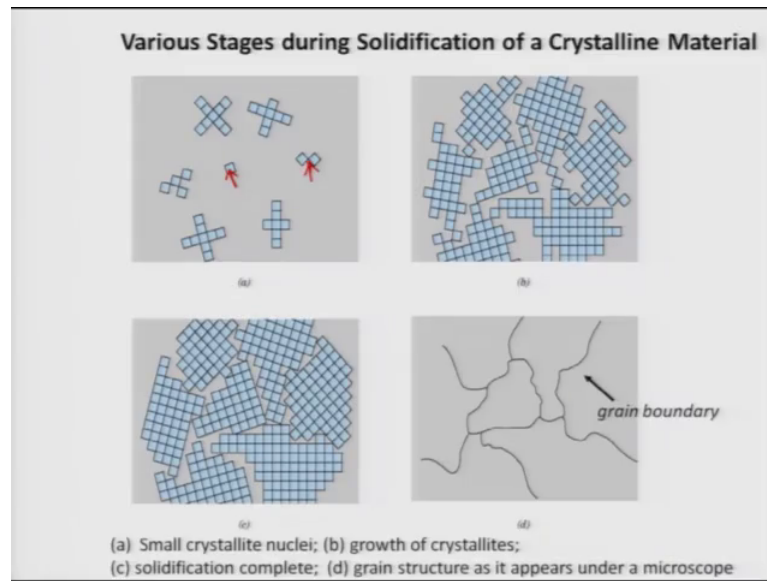 Various Stages during Solidification of a Crystalline Material
(a)
(b)
(c)
(d)
grain boundary
(a) Small crystallite nuclei; (b) growth of crystallites;
(c) solidification complete; (d) grain structure as it appears under a microscope